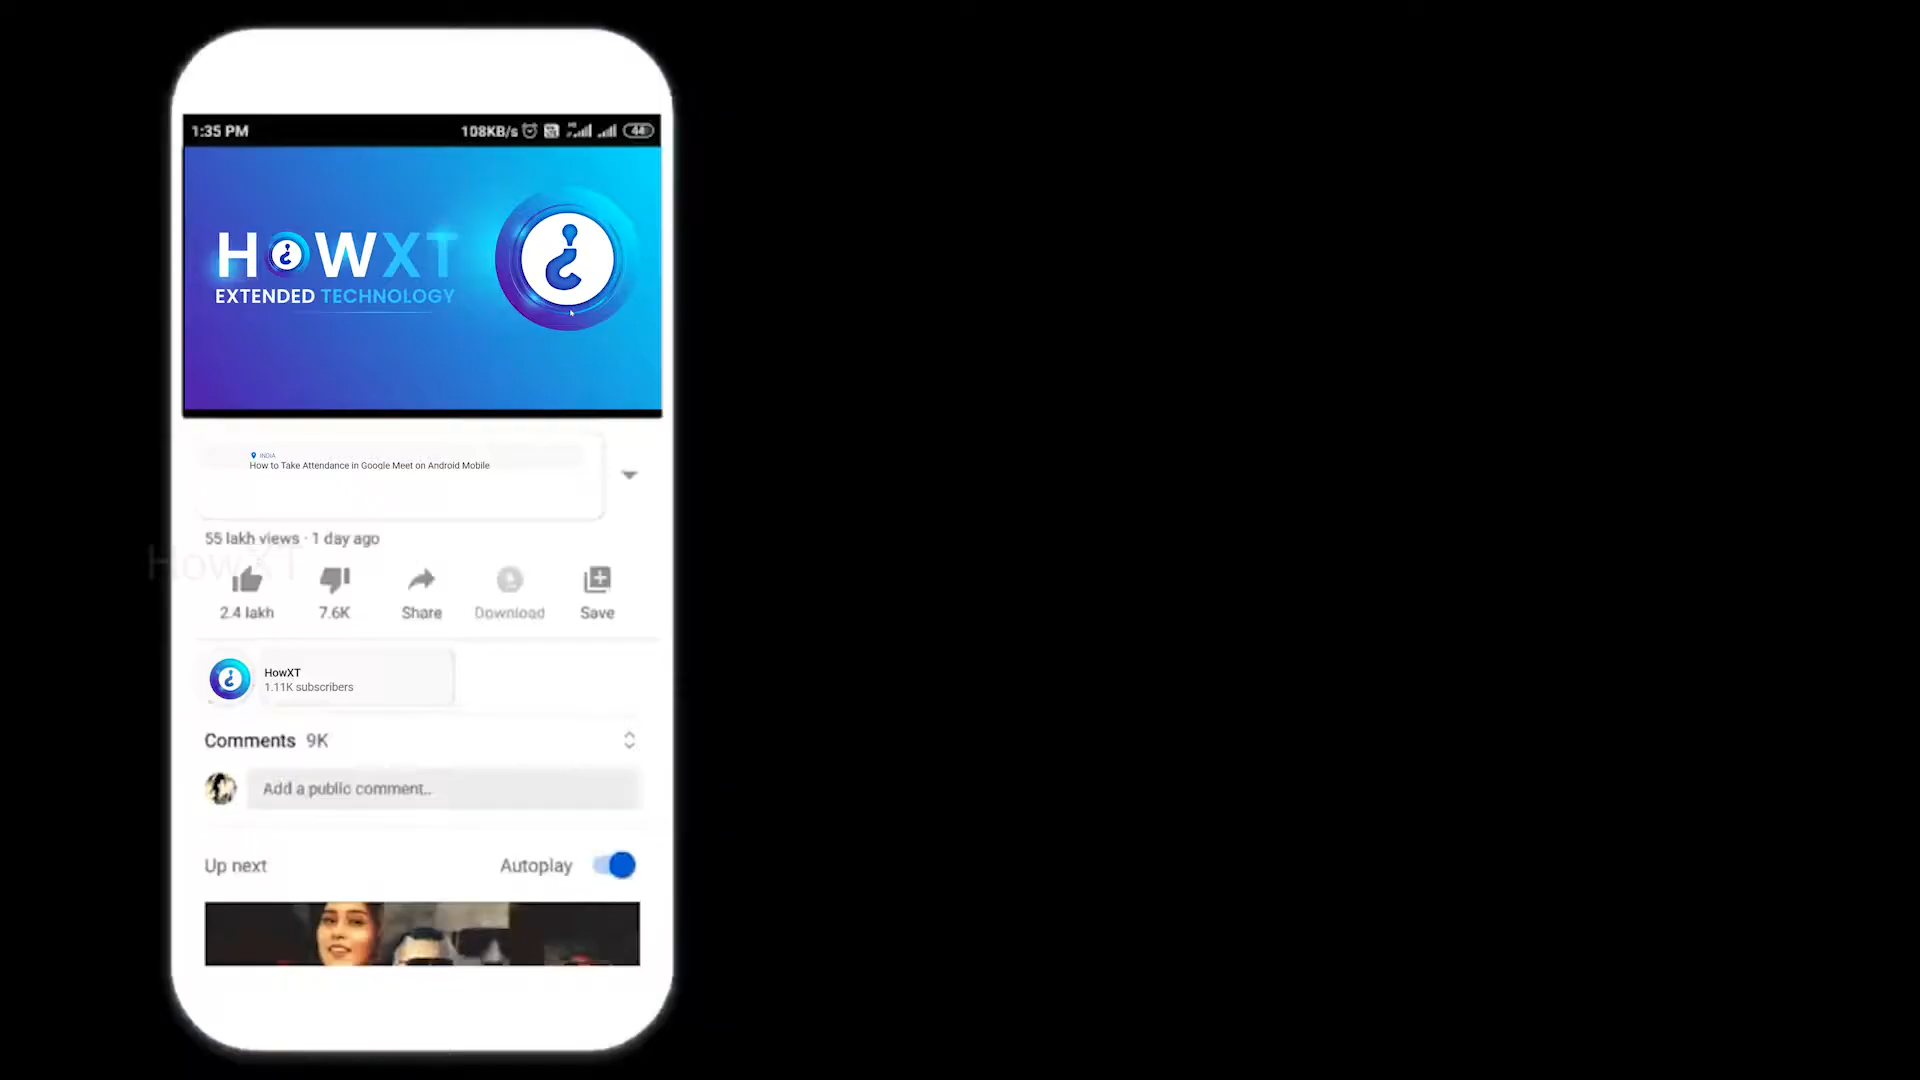 1:35 PM 108KB/s 44
HOWXT
EXTENDED TECHNOLOGY
INDIA
How to Take Attendance in Google Meet on Android Mobile
55 lakh views · 1 day ago
HowXT
2.4 lakh 7.6K Share Download Save
HowXT
1.11K subscribers
Comments 9K
Add a public comment..
Up next Autoplay